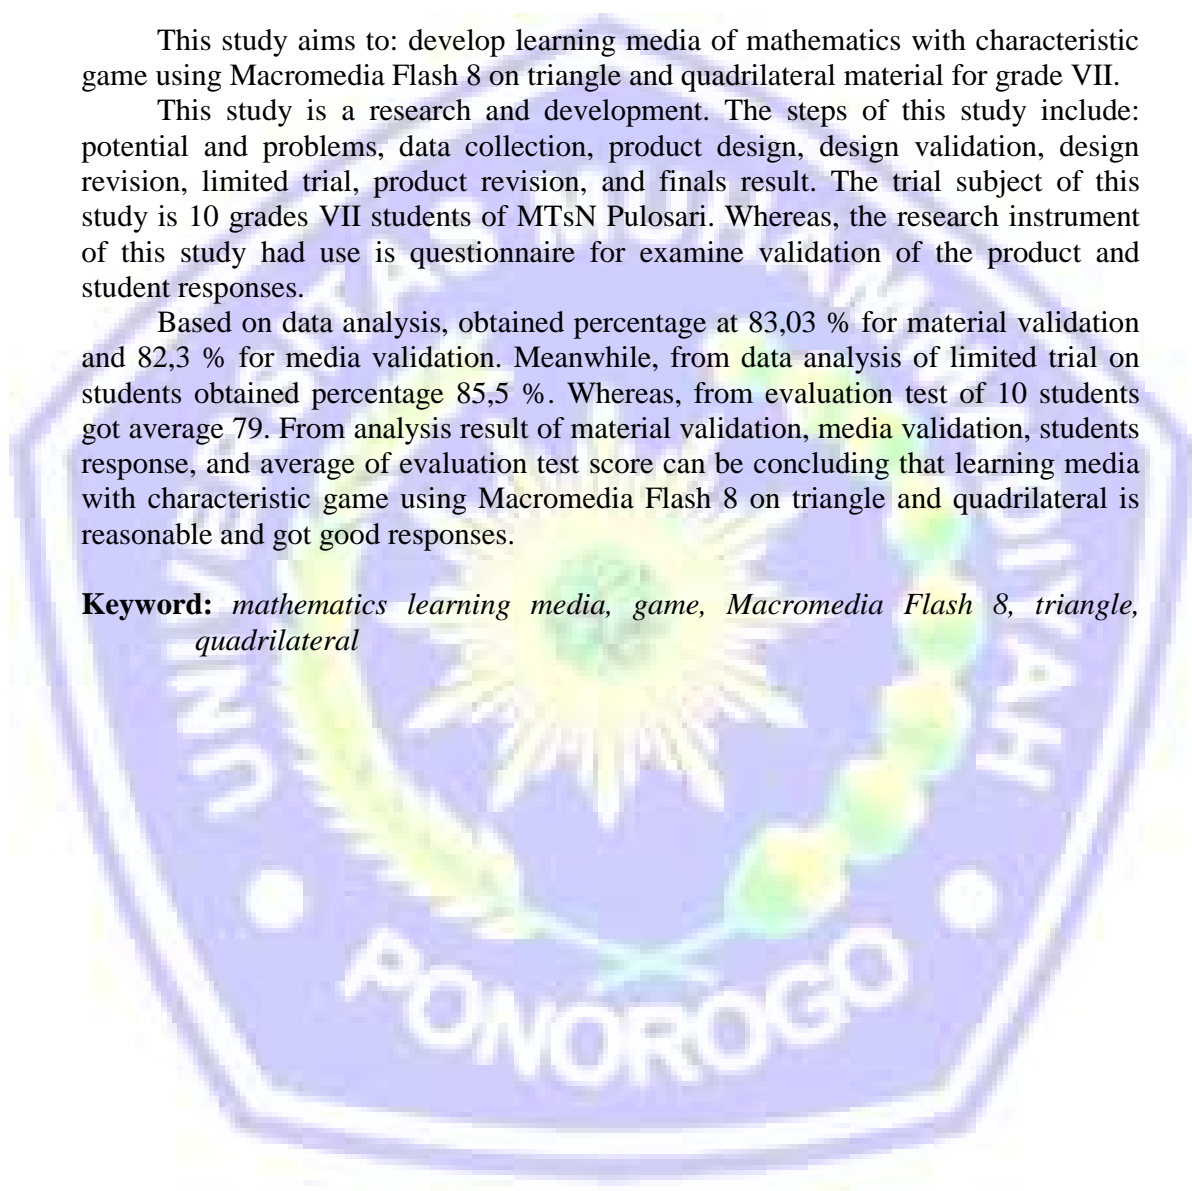 This study aims to: develop learning media of mathematics with characteristic
game using Macromedia Flash 8 on triangle and quadrilateral material for grade VII.
This study is a research and development. The steps of this study include:
potential and problems, data collection, product design, design validation, design
revision, limited trial, product revision, and finals result. The trial subject of this
study is 10 grades VII students of MTsN Pulosari. Whereas, the research instrument
of this study had use is questionnaire for examine validation of the product and
student responses.
Based on data analysis, obtained percentage at 83,03 % for material validation
and 82,3 % for media validation. Meanwhile, from data analysis of limited trial on
students obtained percentage 85,5 %. Whereas, from evaluation test of 10 students
got average 79. From analysis result of material validation, media validation, students
response, and average of evaluation test score can be concluding that learning media
with characteristic game using Macromedia Flash 8 on triangle and quadrilateral is
reasonable and got good responses.
Keyword: mathematics learning media, game, Macromedia Flash 8, triangle,
quadrilateral
UNIVERSITAS MUHAMMADIYAH
PONOROGO